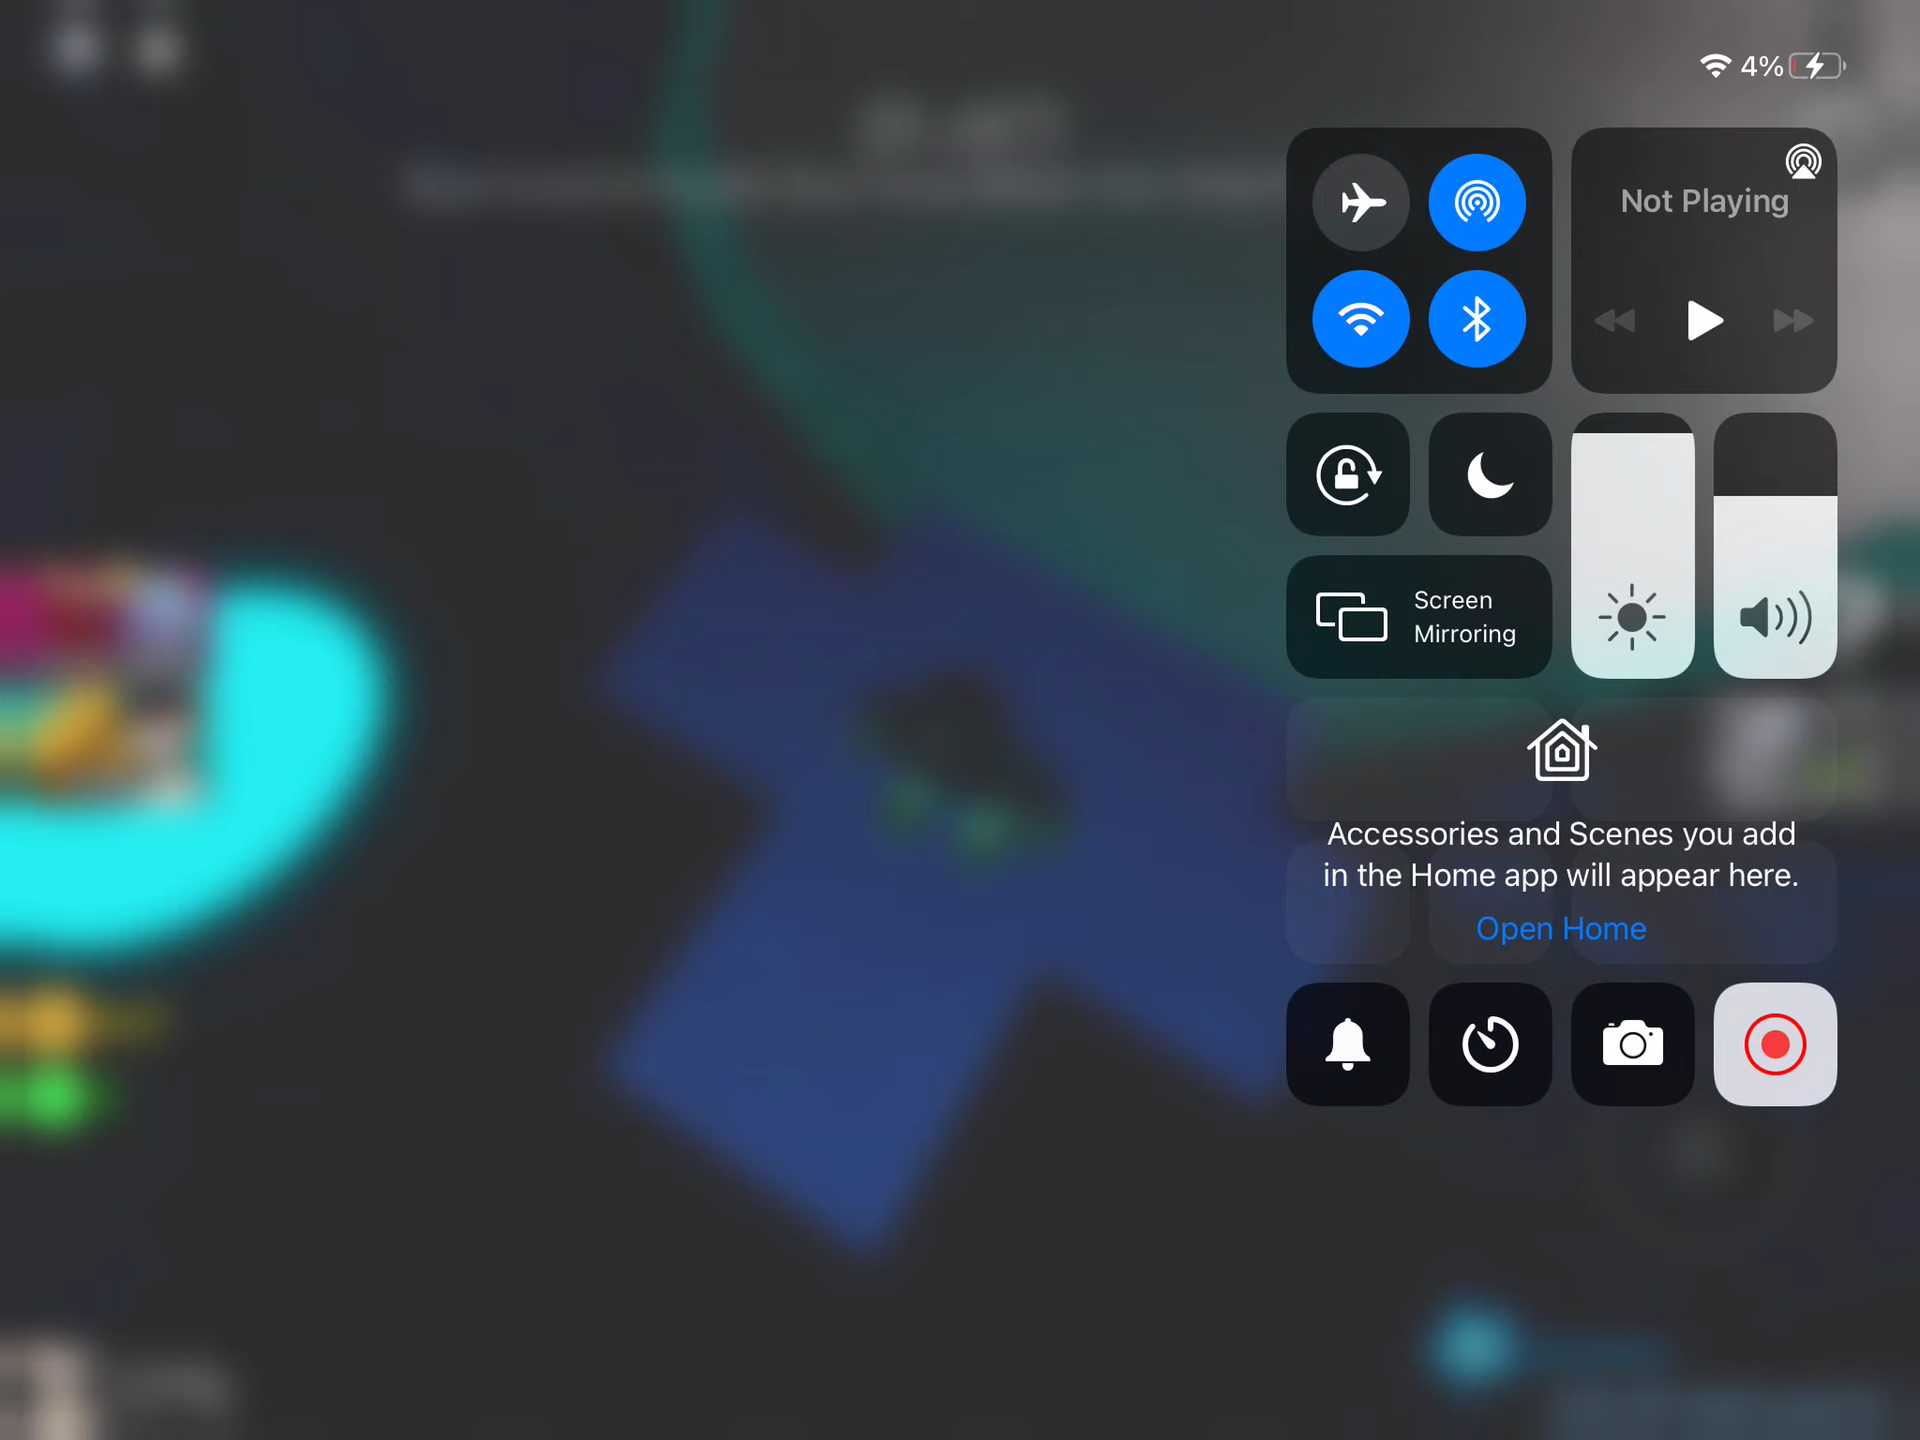 4%
Not Playing
Screen
Mirroring
Accessories and Scenes you add
in the Home app will appear here.
Open Home